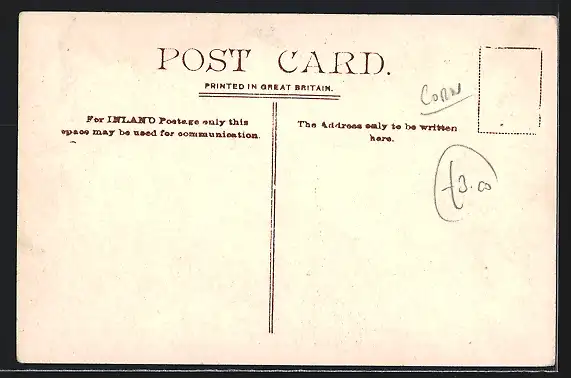 POST CARD.
PRINTED IN GREAT BRITAIN.
For INLAND Postage only this
space may be used for communication.
The Address only to be written
here.
CORN
£3.00